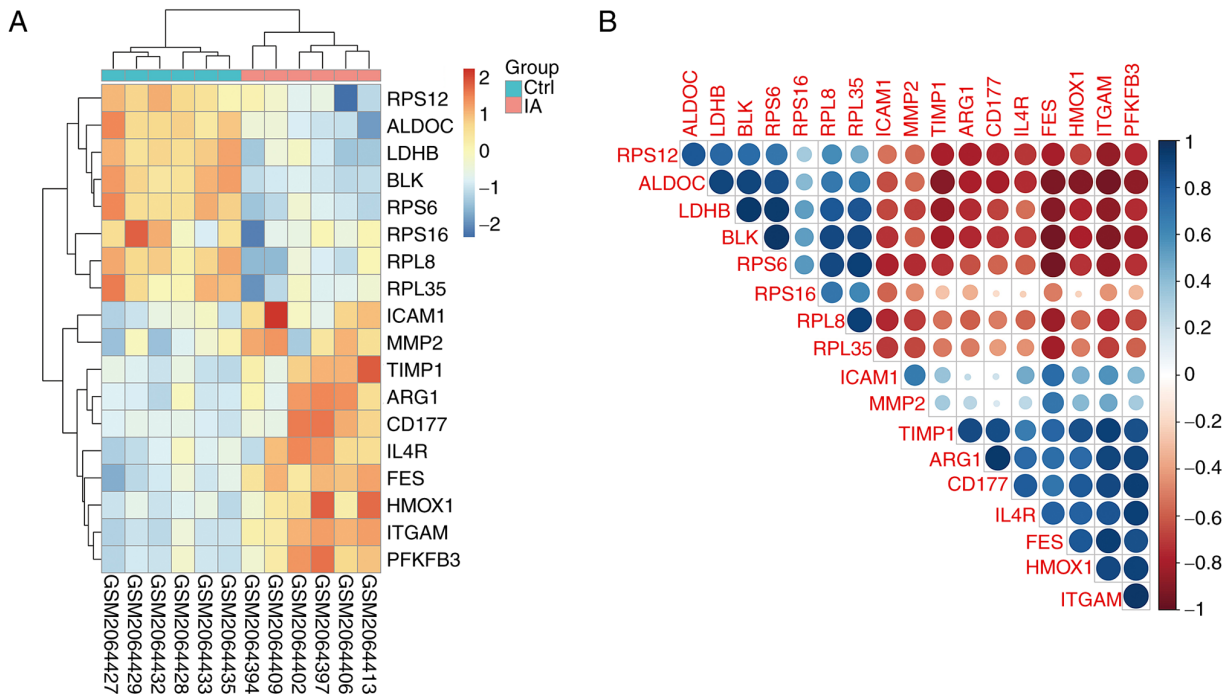 A
B
Group
Ctrl
IA
2
1
0
−1
−2
RPS12
ALDOC
LDHB
BLK
RPS6
RPS16
RPL8
RPL35
ICAM1
MMP2
TIMP1
ARG1
CD177
IL4R
FES
HMOX1
ITGAM
PFKFB3
GSM2064427
GSM2064429
GSM2064432
GSM2064428
GSM2064433
GSM2064435
GSM2064394
GSM2064409
GSM2064402
GSM2064397
GSM2064406
GSM2064413
ALDOC
LDHB
BLK
RPS6
RPS16
RPL8
RPL35
ICAM1
MMP2
TIMP1
ARG1
CD177
IL4R
FES
HMOX1
ITGAM
PFKFB3
RPS12
ALDOC
LDHB
BLK
RPS6
RPS16
RPL8
RPL35
ICAM1
MMP2
TIMP1
ARG1
CD177
IL4R
FES
HMOX1
ITGAM
1
0.8
0.6
0.4
0.2
0
−0.2
−0.4
−0.6
−0.8
−1